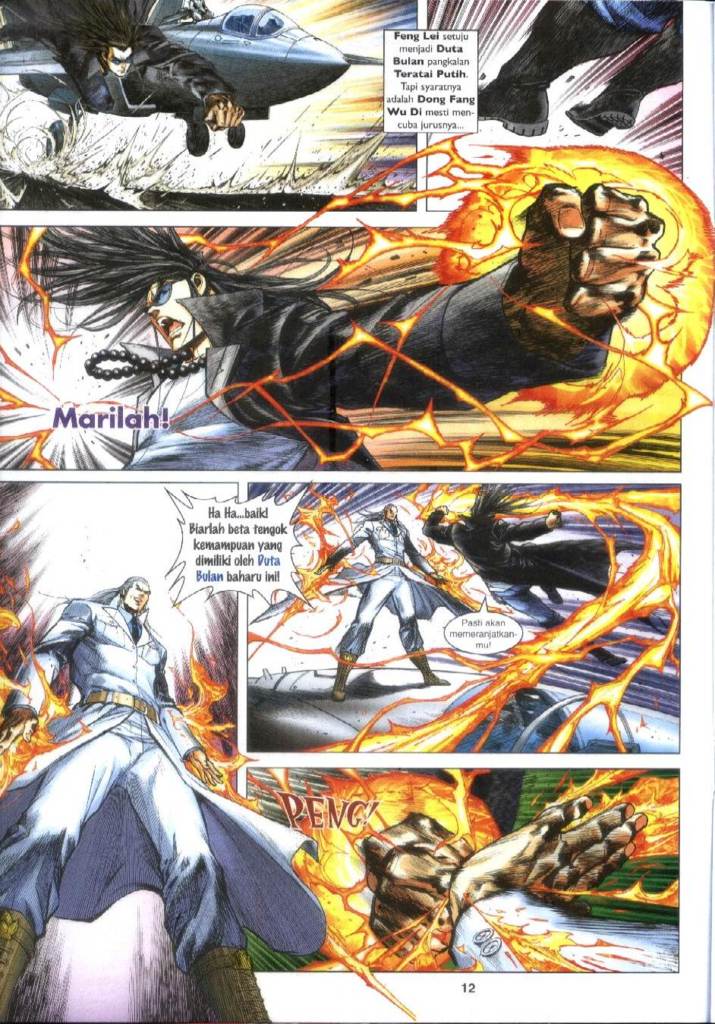 Feng Lei setuju
menjadi Duta
Bulan pangkalan
Teratai Putih.
Tapi syaratnya
adalah Dong Fang
Wu Di mesti men-
cuba jurusnya...
Marilah!
Ha Ha...baik!
Biarlah beta tengok
kemampuan yang
dimiliki oleh Duta
Bulan baharu ini!
Pasti akan
memeranjatkan-
mu!
PENG!
12